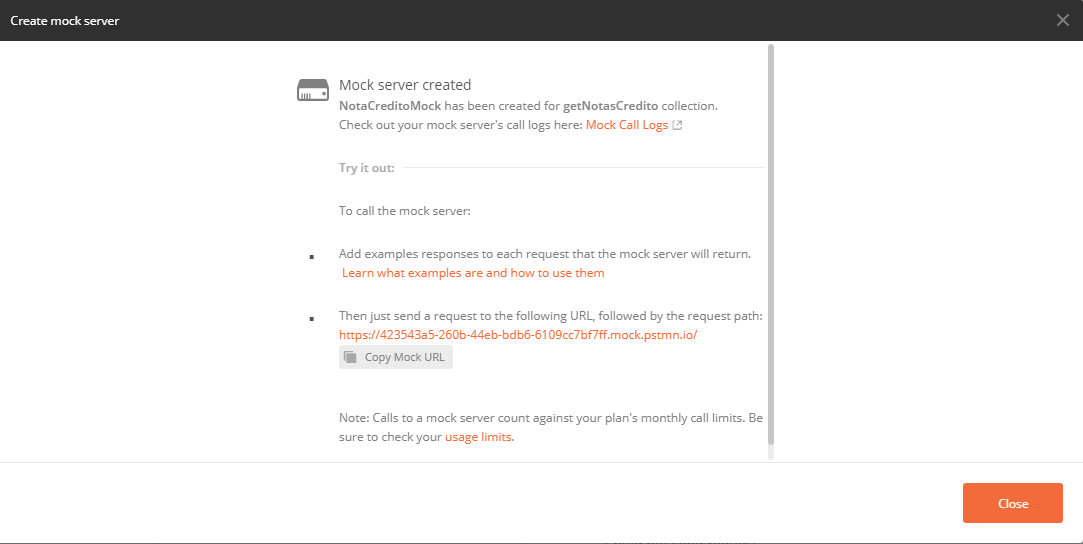 Create mock server
Mock server created
NotaCreditoMock has been created for getNotasCredito collection.
Check out your mock server's call logs here: Mock Call Logs
Try it out:
To call the mock server:
Add examples responses to each request that the mock server will return.
Learn what examples are and how to use them
Then just send a request to the following URL, followed by the request path:
https://423543a5-260b-44eb-bdb6-6109cc7bf7ff.mock.pstmn.io/
Copy Mock URL
Note: Calls to a mock server count against your plan's monthly call limits. Be
sure to check your usage limits.
Close